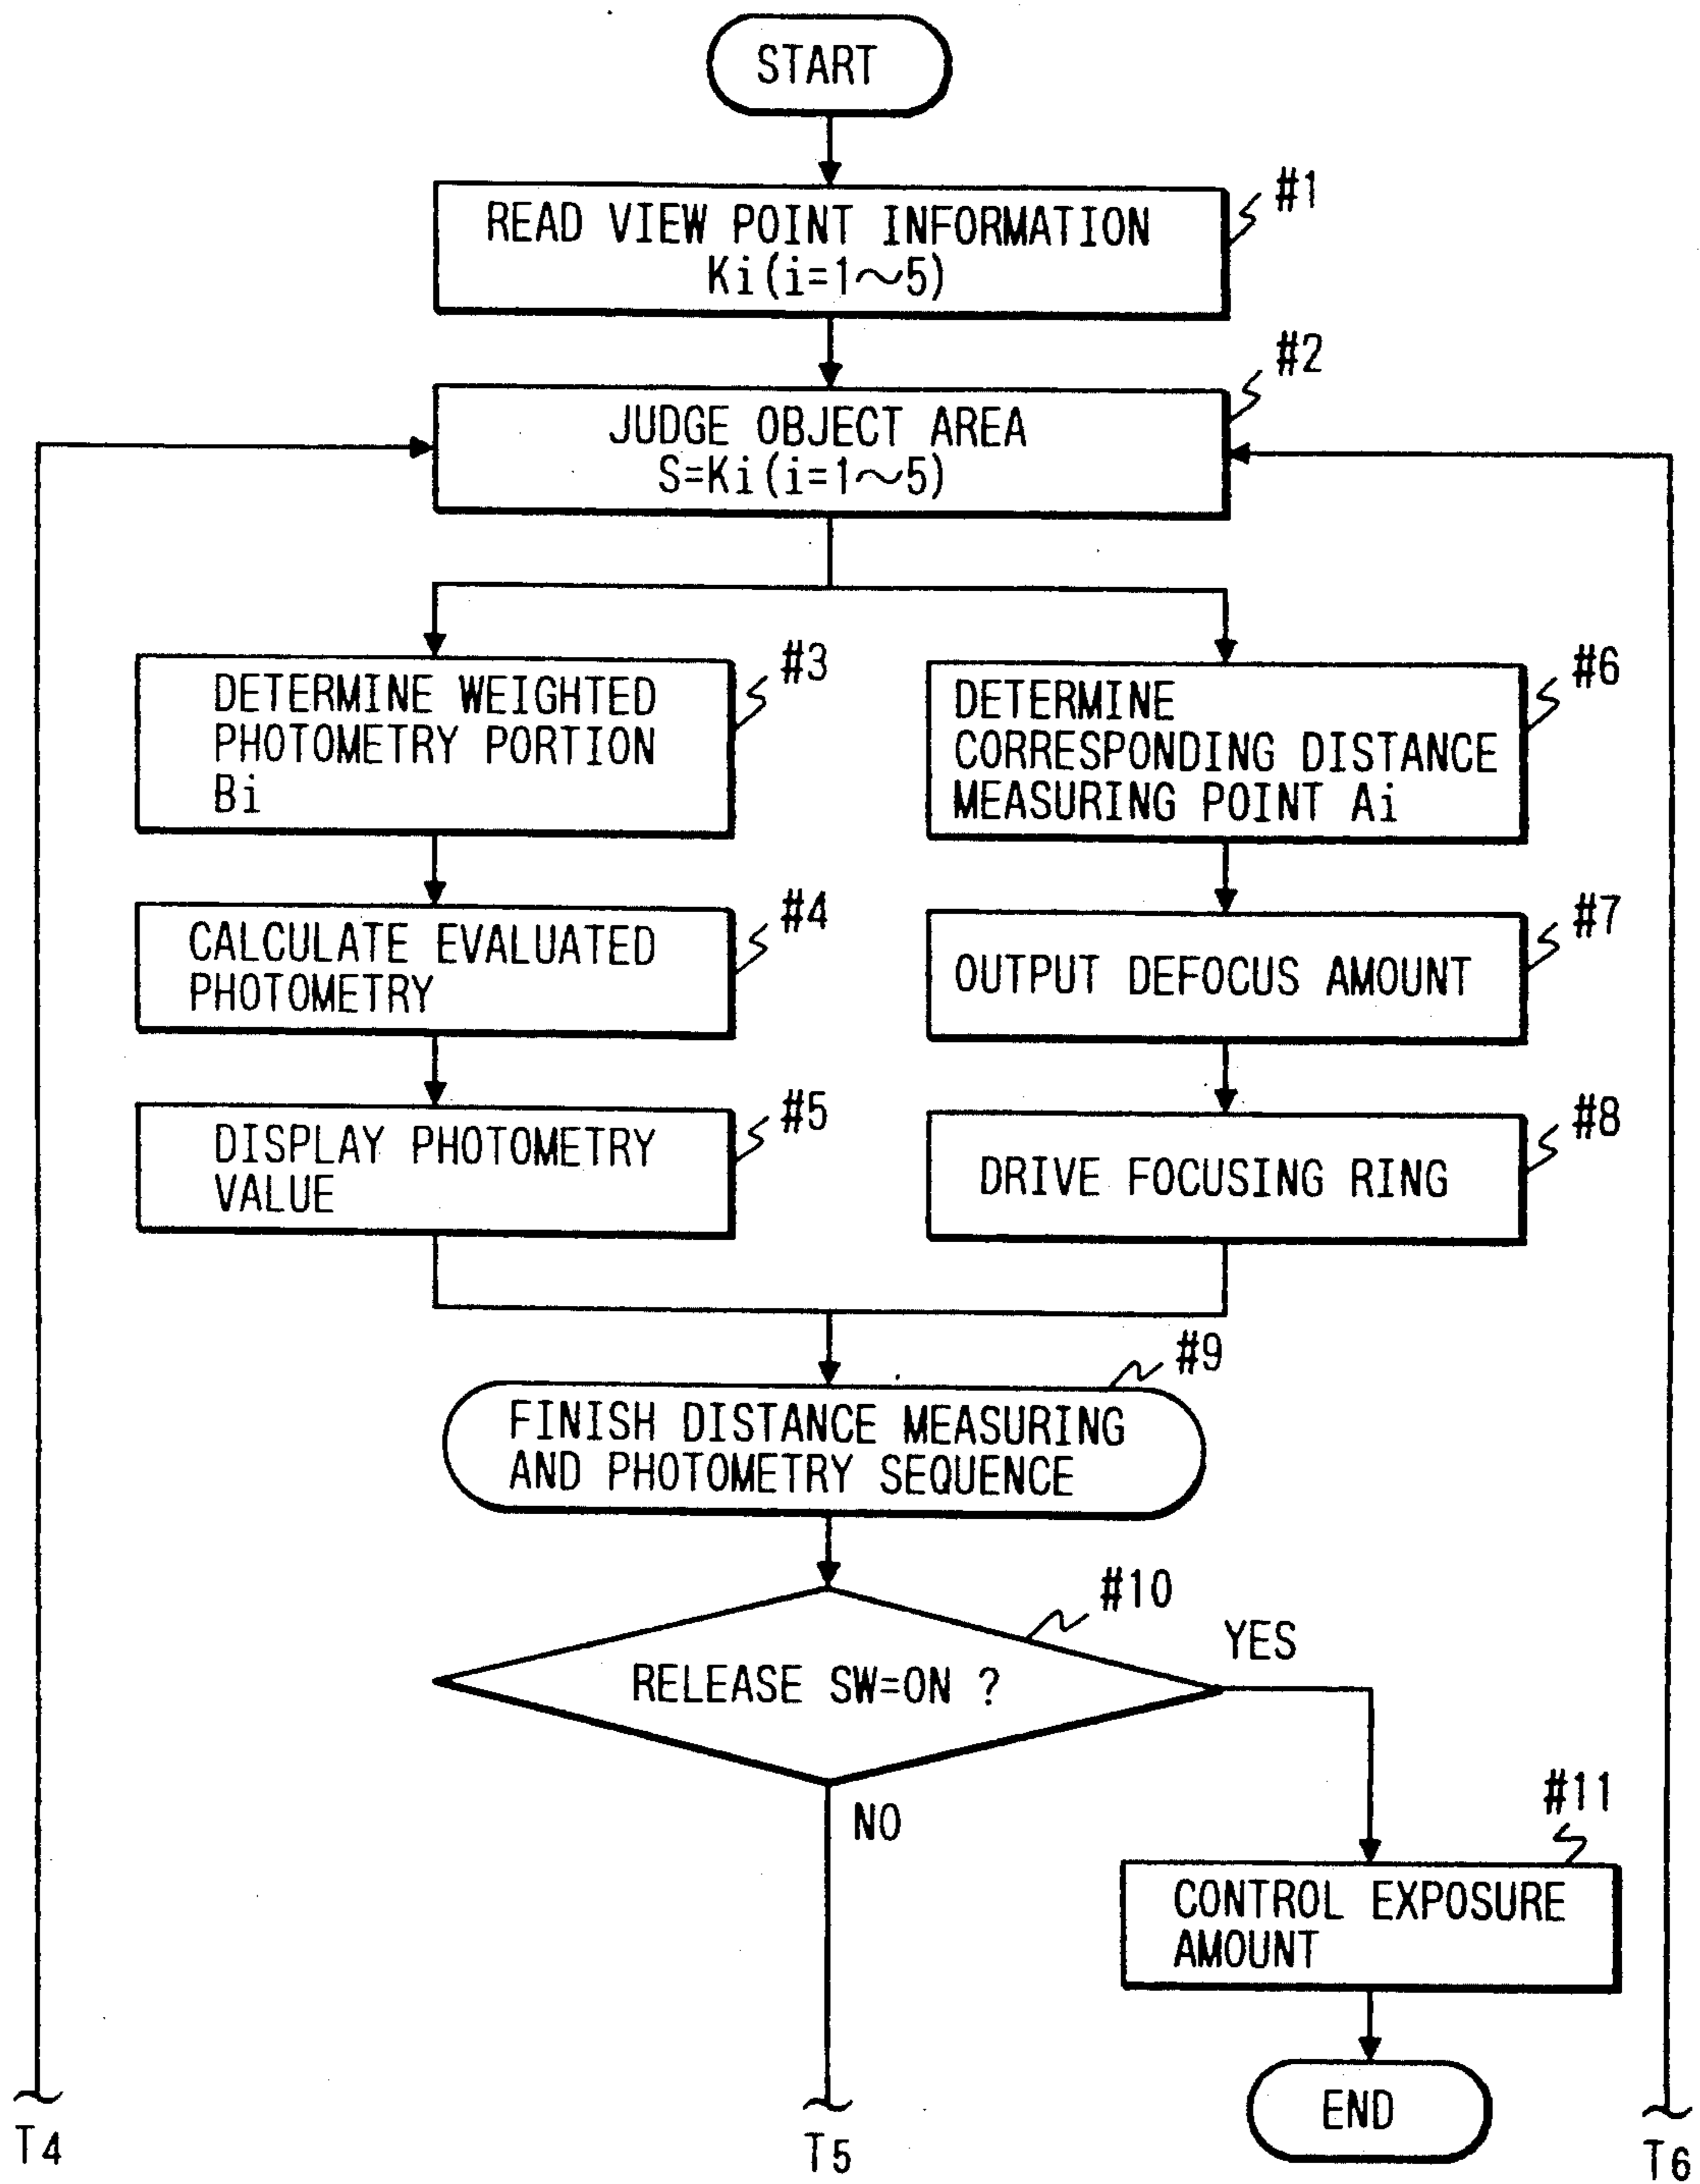 START
#1
READ VIEW POINT INFORMATION
Ki(i=1~5)
#2
JUDGE OBJECT AREA
S=Ki(i=1~5)
#3
DETERMINE WEIGHTED
PHOTOMETRY PORTION
Bi
#4
CALCULATE EVALUATED
PHOTOMETRY
#5
DISPLAY PHOTOMETRY
VALUE
#6
DETERMINE
CORRESPONDING DISTANCE
MEASURING POINT Ai
#7
OUTPUT DEFOCUS AMOUNT
#8
DRIVE FOCUSING RING
#9
FINISH DISTANCE MEASURING
AND PHOTOMETRY SEQUENCE
#10
RELEASE SW=ON ?
YES
NO
#11
CONTROL EXPOSURE
AMOUNT
END
T4
T5
T6